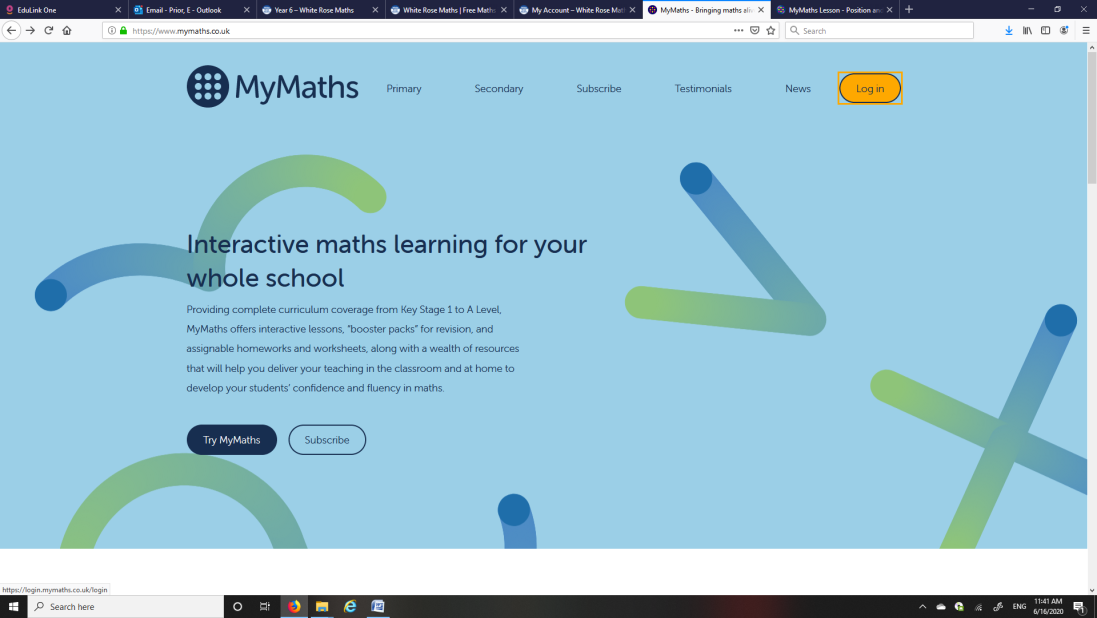 EduLink One
Email - Prior, E - Outlook
Year 6 – White Rose Maths
White Rose Maths | Free Maths
My Account – White Rose Mat
MyMaths - Bringing maths aliv
MyMaths Lesson - Position and
https://www.mymaths.co.uk
Search
MyMaths
Primary
Secondary
Subscribe
Testimonials
News
Log in
Interactive maths learning for your
whole school
Providing complete curriculum coverage from Key Stage 1 to A Level,
MyMaths offers interactive lessons, "booster packs" for revision, and
assignable homeworks and worksheets, along with a wealth of resources
that will help you deliver your teaching in the classroom and at home to
develop your students' confidence and fluency in maths.
Try MyMaths
Subscribe
https://login.mymaths.co.uk/login
Search here
ENG
11:41 AM
6/16/2020